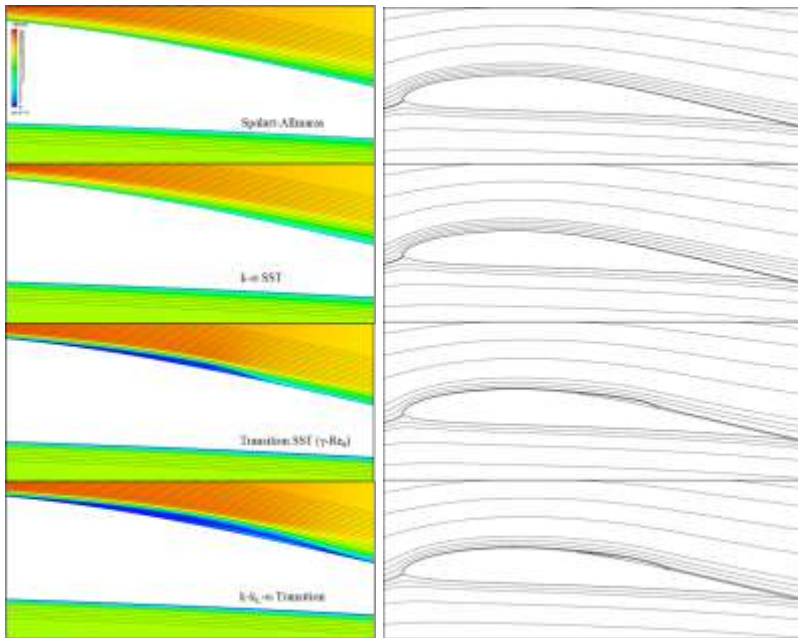 Spalart-Allmaras
k-ω SST
Transition SST (γ-Reθ)
k-kL-ω Transition